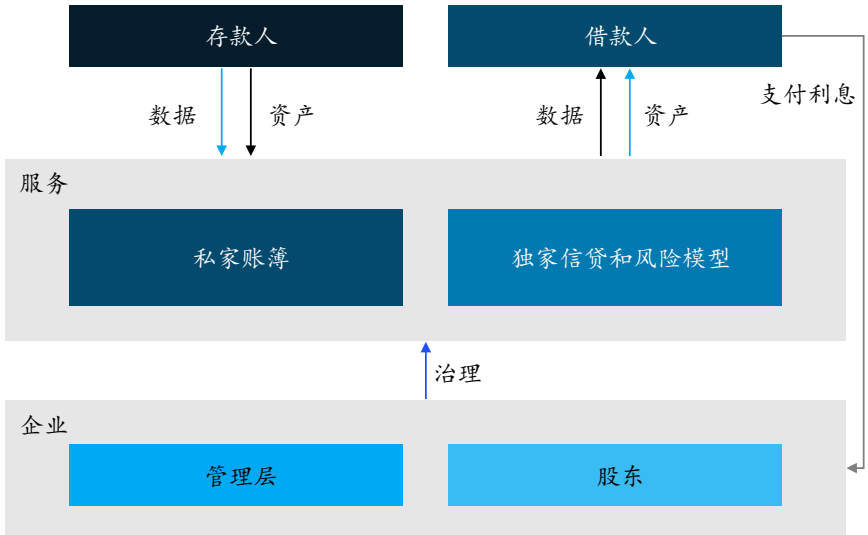 存款人
借款人
数据
资产
数据
资产
支付利息
服务
私家账簿
独家信贷和风险模型
治理
企业
管理层
股东